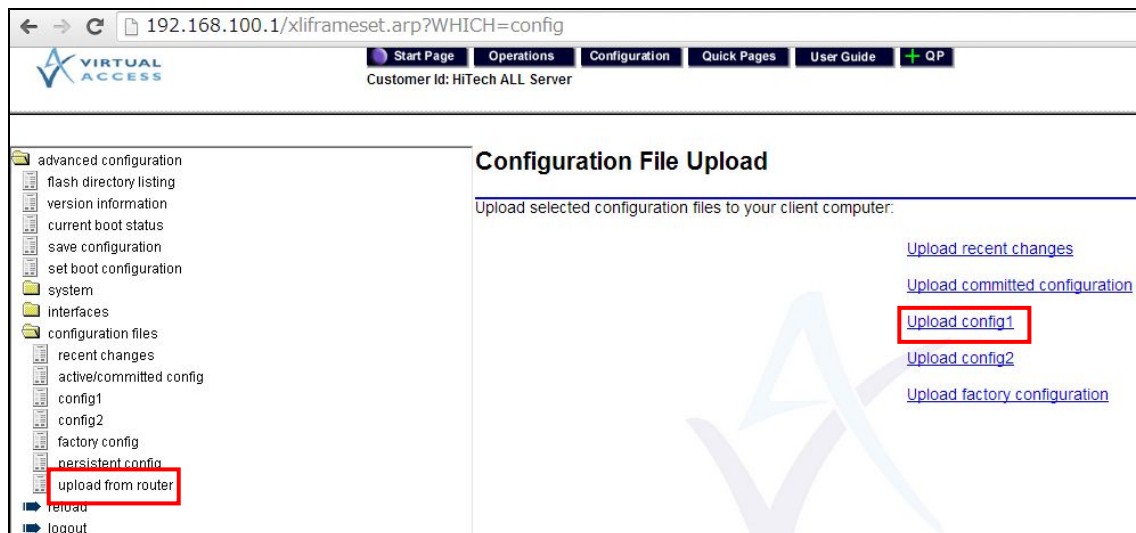 192.168.100.1/xliframeset.arp?WHICH=config
VIRTUAL
ACCESS
Start Page
Operations
Configuration
Quick Pages
User Guide
QP
Customer Id: HiTech ALL Server
advanced configuration
flash directory listing
version information
current boot status
save configuration
set boot configuration
system
interfaces
configuration files
recent changes
active/committed config
config1
config2
factory config
persistent config
upload from router
reload
logout
Configuration File Upload
Upload selected configuration files to your client computer:
Upload recent changes
Upload committed configuration
Upload config1
Upload config2
Upload factory configuration